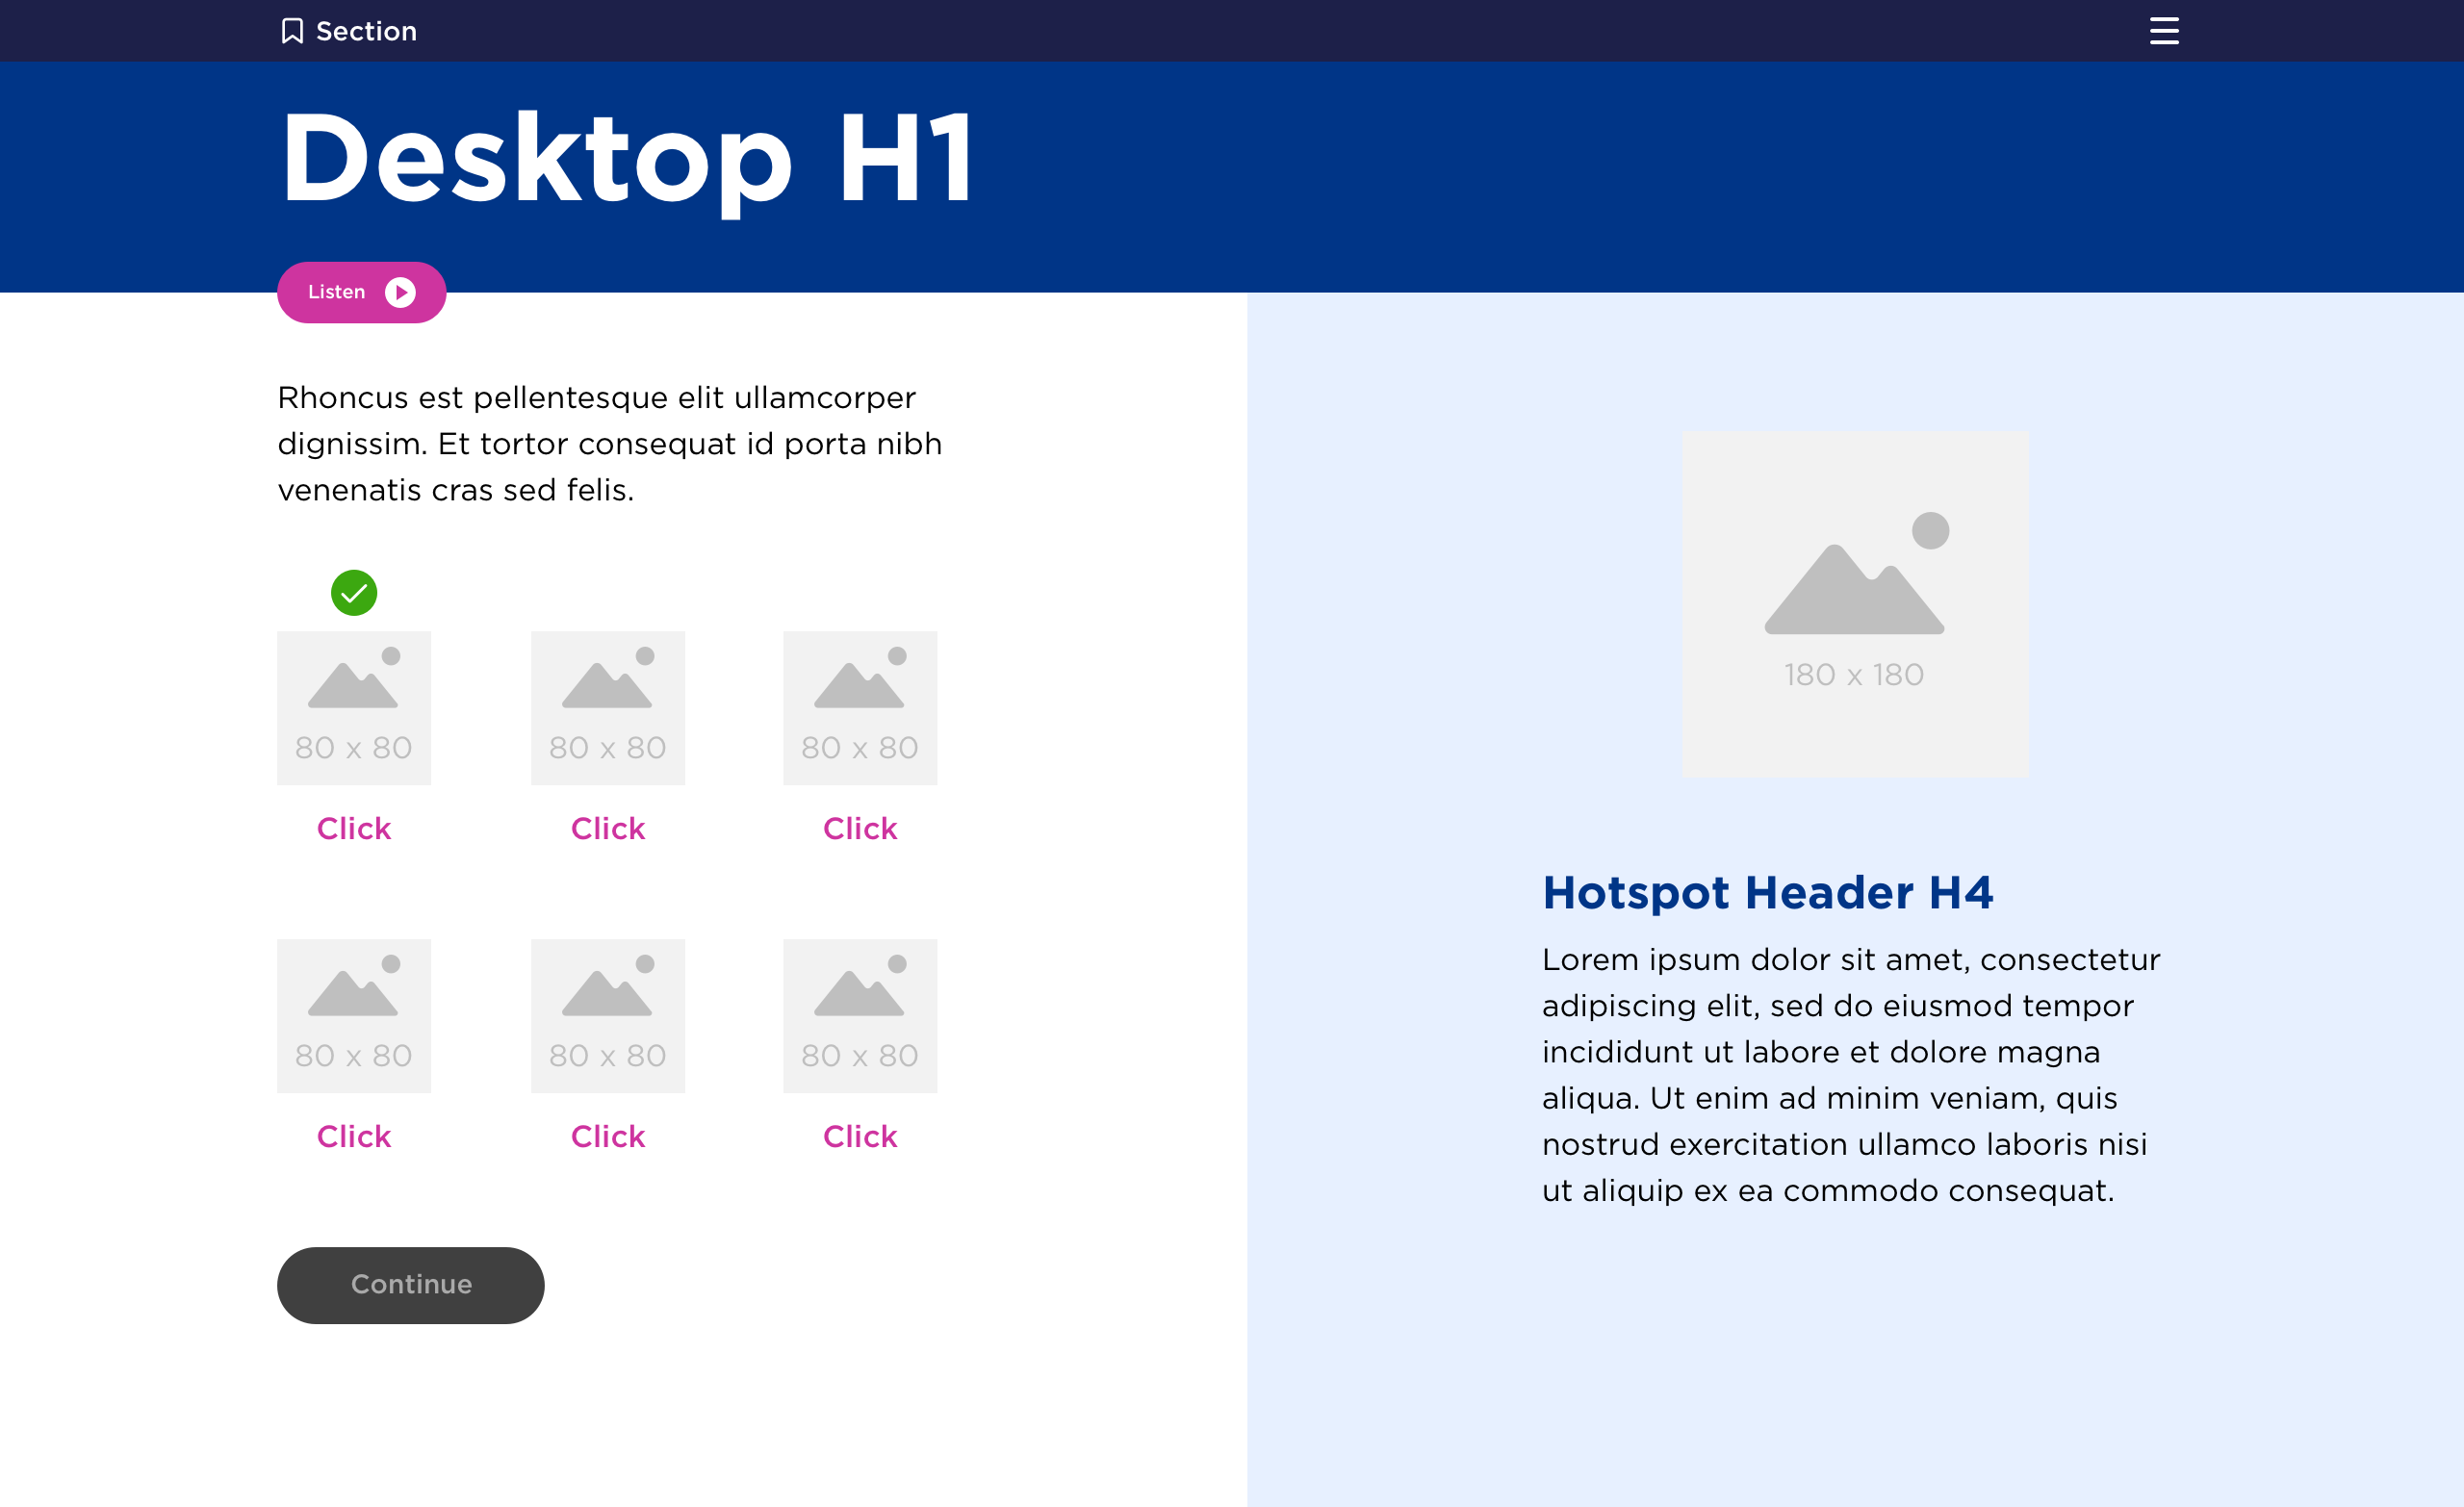 Section
Desktop H1
Listen
Rhoncus est pellentesque elit ullamcorper
dignissim. Et tortor consequat id porta nibh
venenatis cras sed felis.
80 x 80
80 x 80
80 x 80
Click
Click
Click
80 x 80
80 x 80
80 x 80
Click
Click
Click
Continue
180 x 180
Hotspot Header H4
Lorem ipsum dolor sit amet, consectetur
adipiscing elit, sed do eiusmod tempor
incididunt ut labore et dolore magna
aliqua. Ut enim ad minim veniam, quis
nostrud exercitation ullamco laboris nisi
ut aliquip ex ea commodo consequat.